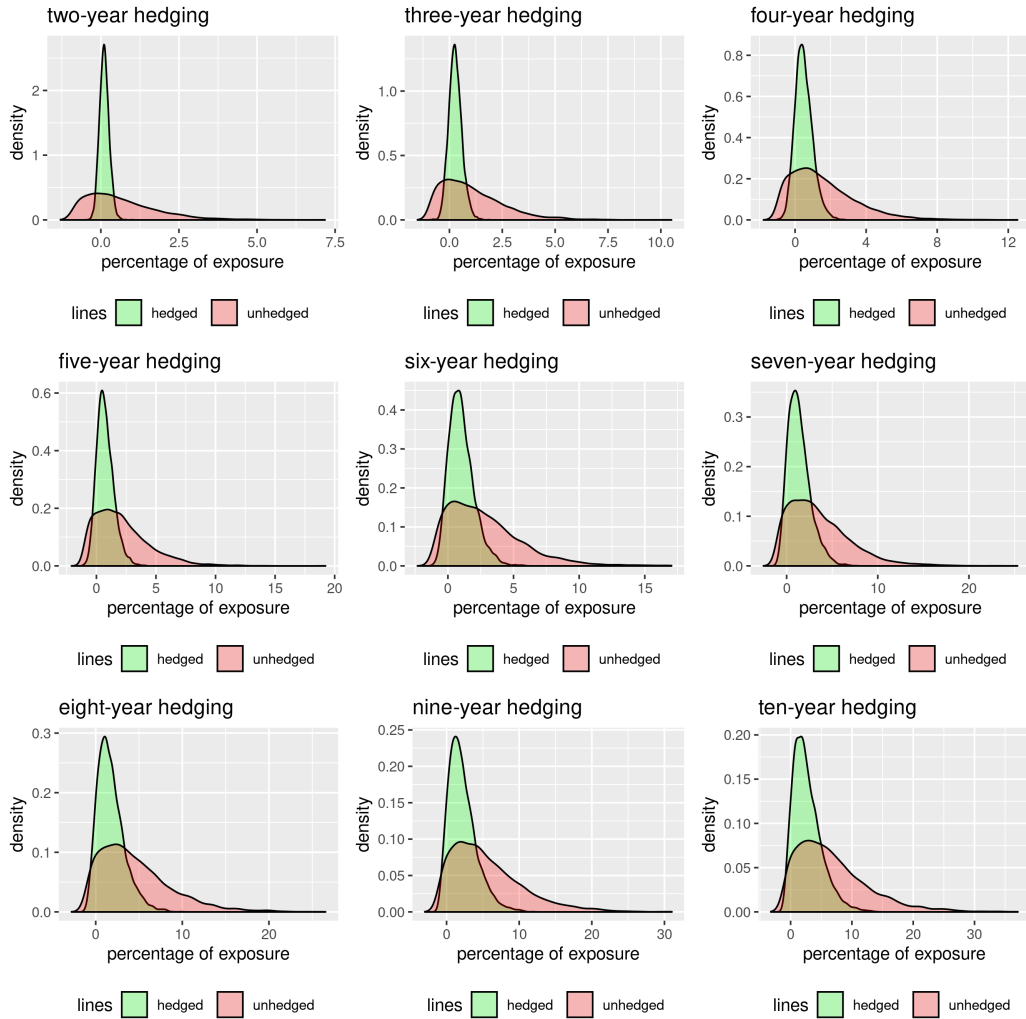 two-year hedging
three-year hedging
four-year hedging
density
2
1
0
0.0
2.5
5.0
7.5
percentage of exposure
density
1.0
0.5
0.0
0.0
2.5
5.0
7.5
10.0
percentage of exposure
density
0.8
0.6
0.4
0.2
0.0
0
4
8
12
percentage of exposure
lines hedged unhedged
lines hedged unhedged
lines hedged unhedged
five-year hedging
six-year hedging
seven-year hedging
density
0.6
0.4
0.2
0.0
0
5
10
15
20
percentage of exposure
density
0.4
0.3
0.2
0.1
0.0
0
5
10
15
percentage of exposure
density
0.3
0.2
0.1
0.0
0
10
20
percentage of exposure
lines hedged unhedged
lines hedged unhedged
lines hedged unhedged
eight-year hedging
nine-year hedging
ten-year hedging
density
0.3
0.2
0.1
0.0
0
10
20
percentage of exposure
density
0.25
0.20
0.15
0.10
0.05
0.00
0
10
20
30
percentage of exposure
density
0.20
0.15
0.10
0.05
0.00
0
10
20
30
percentage of exposure
lines hedged unhedged
lines hedged unhedged
lines hedged unhedged